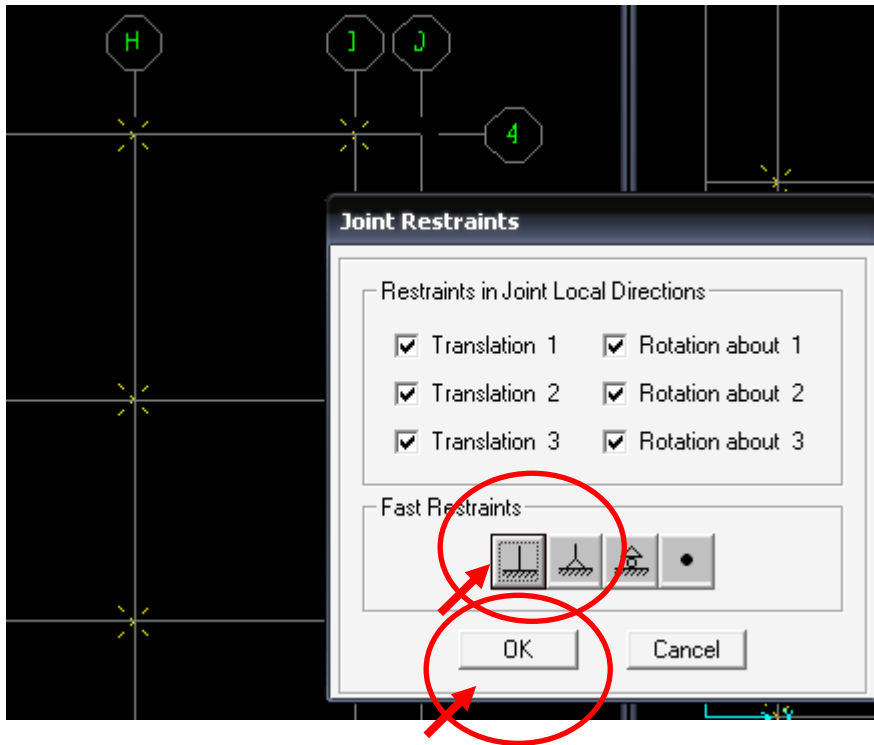 H
I
J
4
Joint Restraints
Restraints in Joint Local Directions
Translation 1
Rotation about 1
Translation 2
Rotation about 2
Translation 3
Rotation about 3
Fast Restraints
OK
Cancel